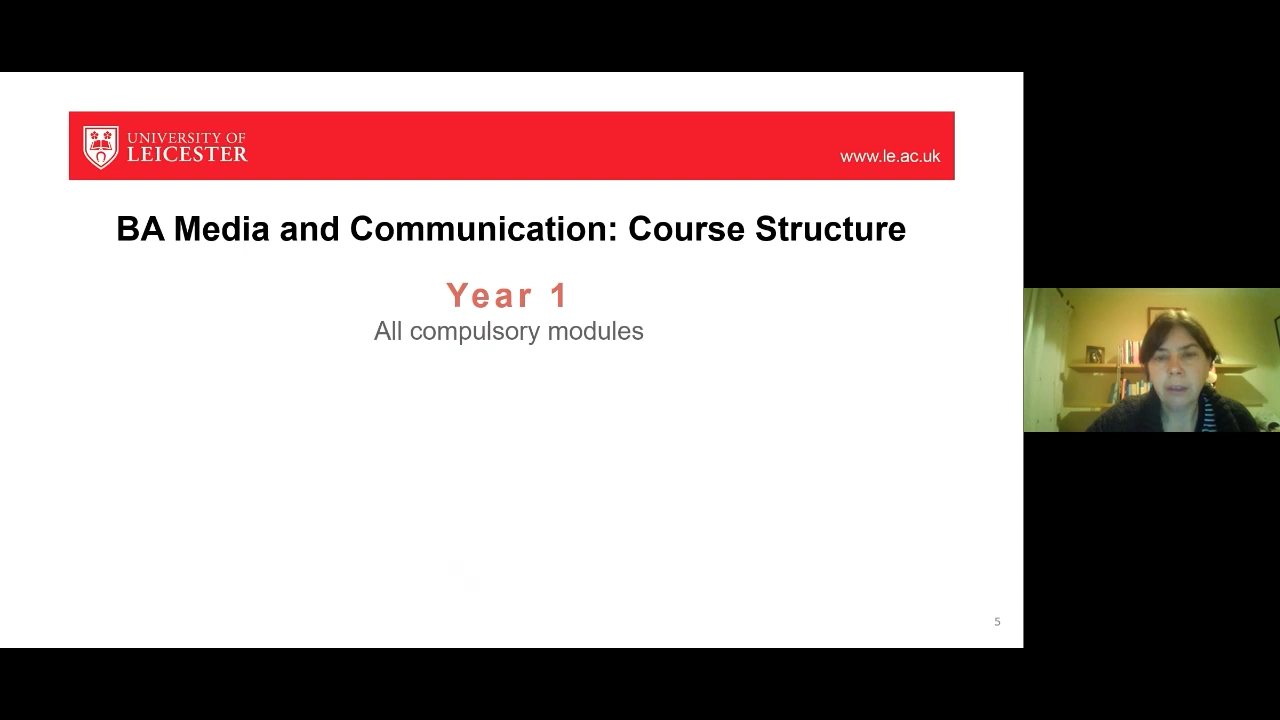 UNIVERSITY OF
LEICESTER
www.le.ac.uk
BA Media and Communication: Course Structure
Year 1
All compulsory modules
5